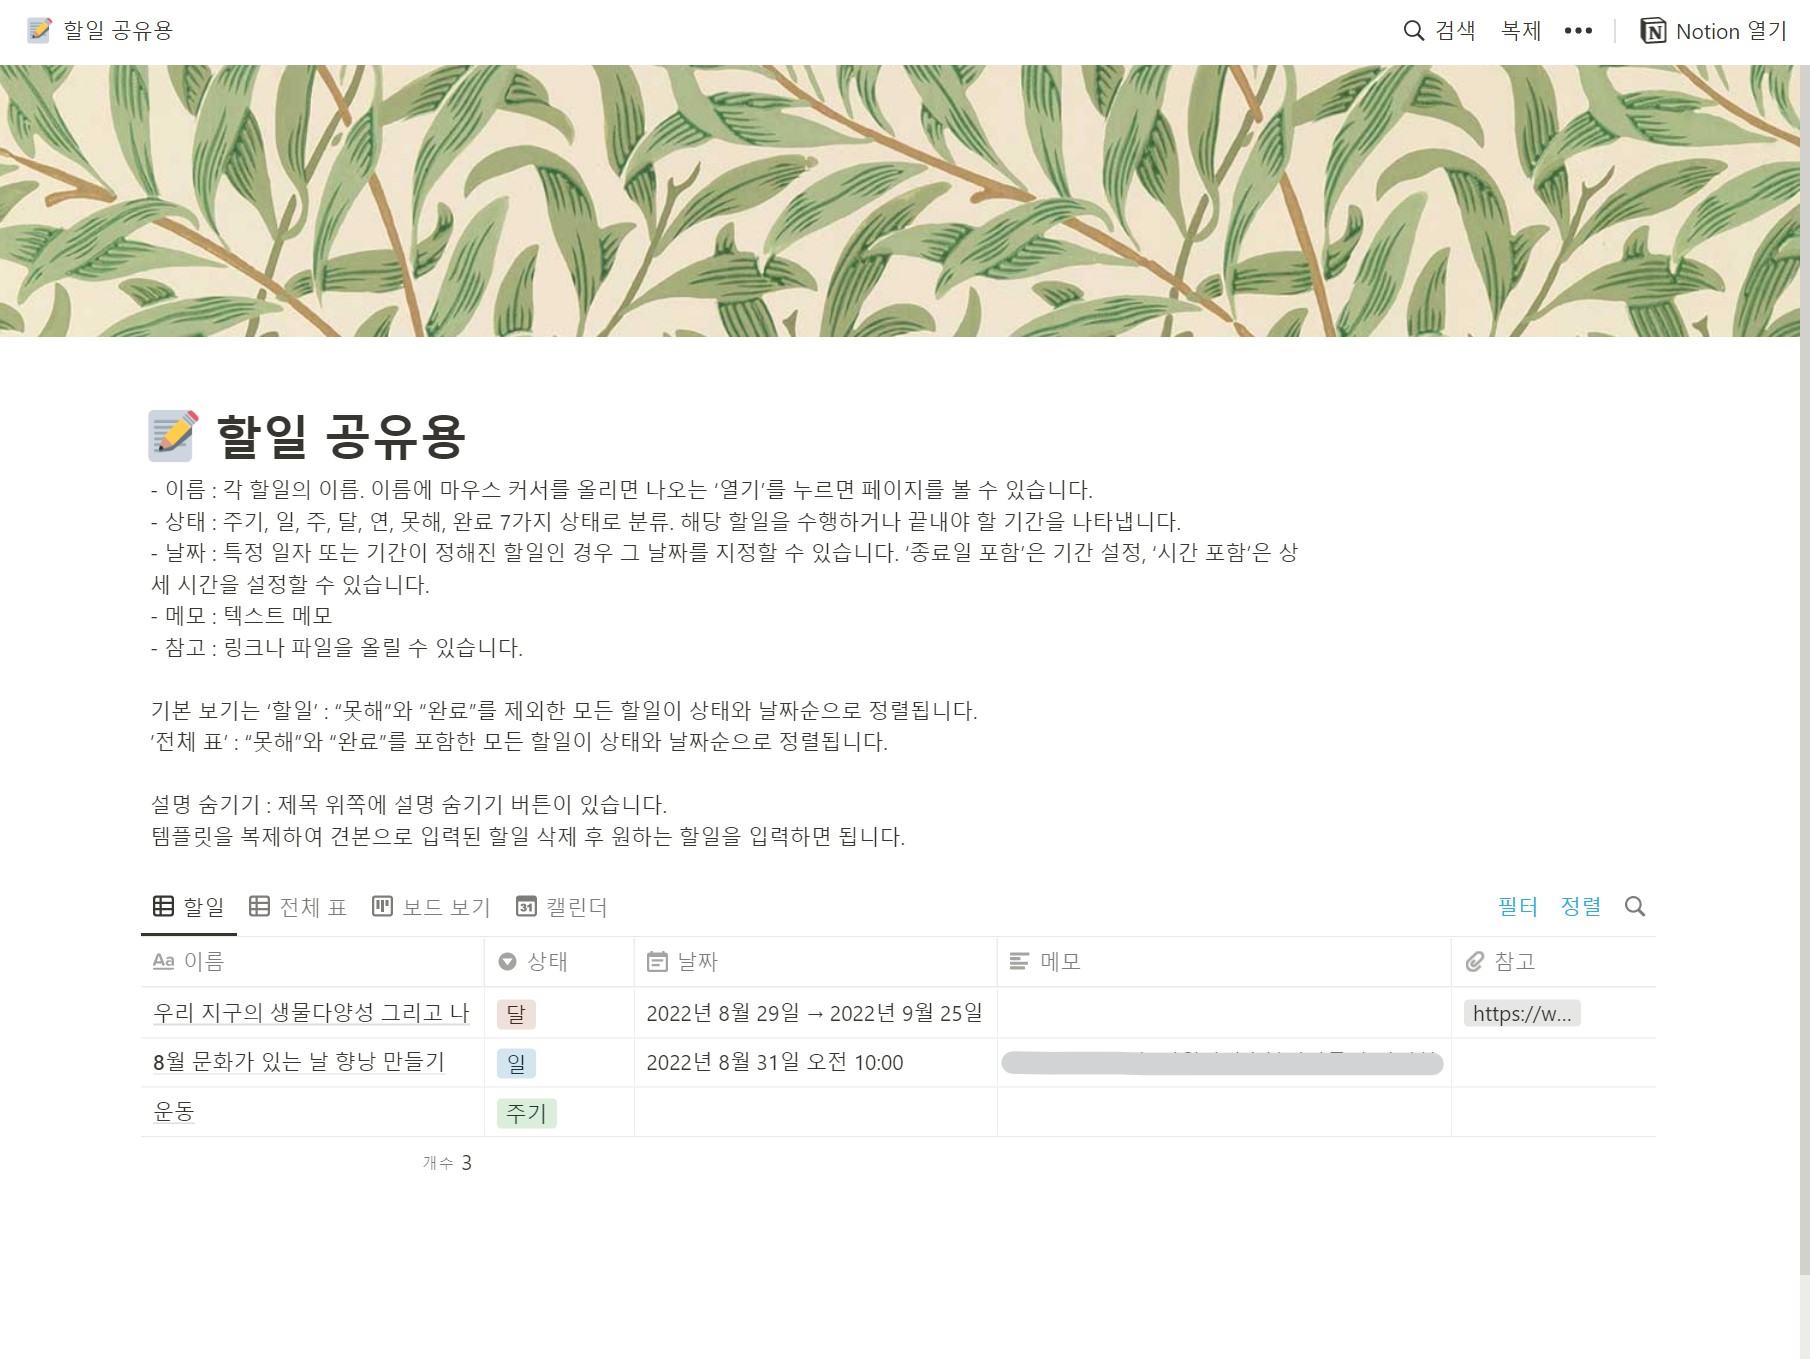 할일 공유용
검색 복제 ••• Notion 열기
할일 공유용
- 이름 : 각 할일의 이름. 이름에 마우스 커서를 올리면 나오는 ‘열기’를 누르면 페이지를 볼 수 있습니다.
- 상태 : 주기, 일, 주, 달, 연, 못해, 완료 7가지 상태로 분류. 해당 할일을 수행하거나 끝내야 할 기간을 나타냅니다.
- 날짜 : 특정 일자 또는 기간이 정해진 할일인 경우 그 날짜를 지정할 수 있습니다. ‘종료일 포함’은 기간 설정, ‘시간 포함’은 상
세 시간을 설정할 수 있습니다.
- 메모 : 텍스트 메모
- 참고 : 링크나 파일을 올릴 수 있습니다.
기본 보기는 ‘할일’ : “못해”와 “완료”를 제외한 모든 할일이 상태와 날짜순으로 정렬됩니다.
’전체 표’ : “못해”와 “완료”를 포함한 모든 할일이 상태와 날짜순으로 정렬됩니다.
설명 숨기기 : 제목 위쪽에 설명 숨기기 버튼이 있습니다.
템플릿을 복제하여 견본으로 입력된 할일 삭제 후 원하는 할일을 입력하면 됩니다.
할일 전체 표 보드 보기 31 캘린더 필터 정렬
Aa 이름 상태 날짜 메모 참고
우리 지구의 생물다양성 그리고 나 달 2022년 8월 29일 → 2022년 9월 25일 https://w...
8월 문화가 있는 날 향낭 만들기 일 2022년 8월 31일 오전 10:00
운동 주기
개수 3